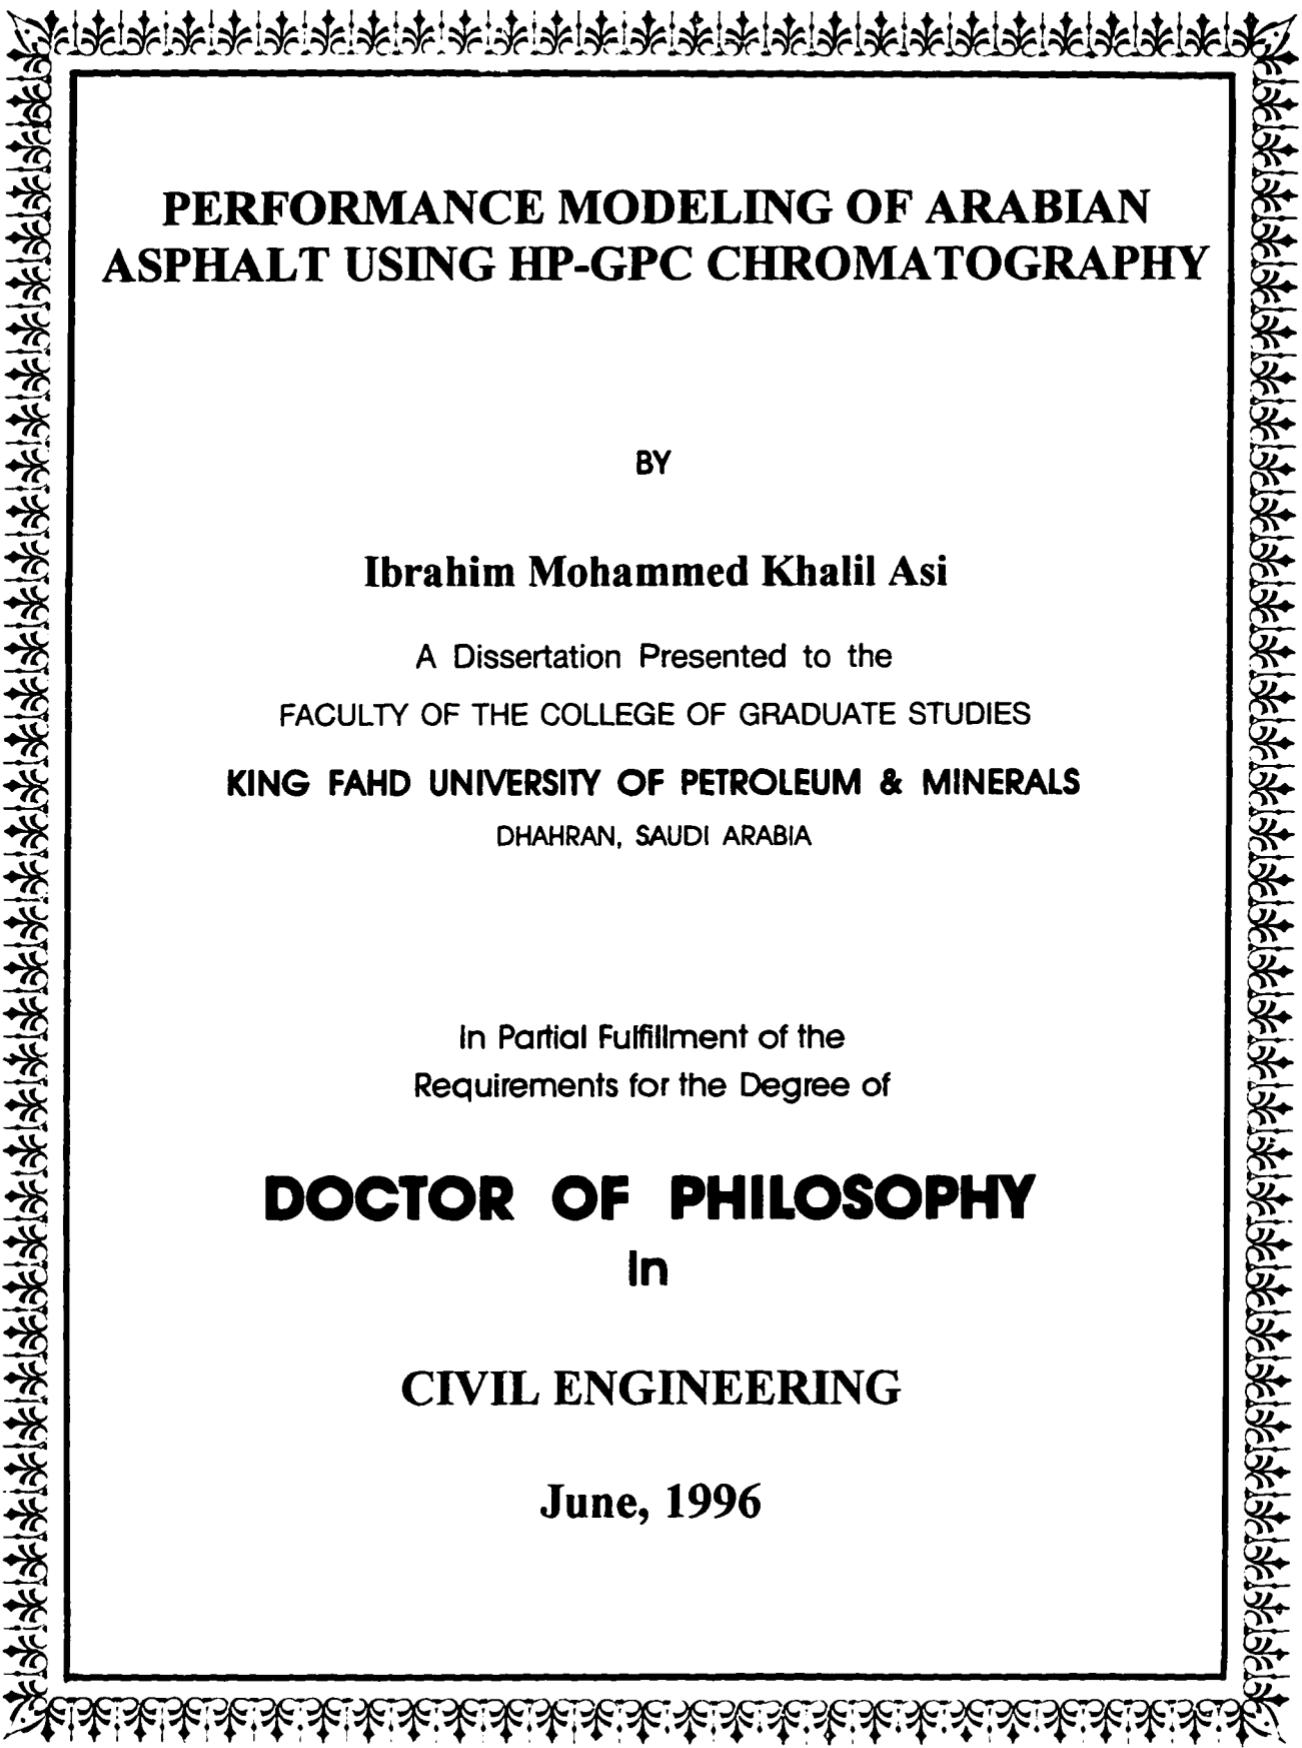 PERFORMANCE MODELING OF ARABIAN
ASPHALT USING HP-GPC CHROMATOGRAPHY
BY
Ibrahim Mohammed Khalil Asi
A Dissertation Presented to the
FACULTY OF THE COLLEGE OF GRADUATE STUDIES
KING FAHD UNIVERSITY OF PETROLEUM & MINERALS
DHAHRAN, SAUDI ARABIA
In Partial Fulfillment of the
Requirements for the Degree of
DOCTOR OF PHILOSOPHY
In
CIVIL ENGINEERING
June, 1996